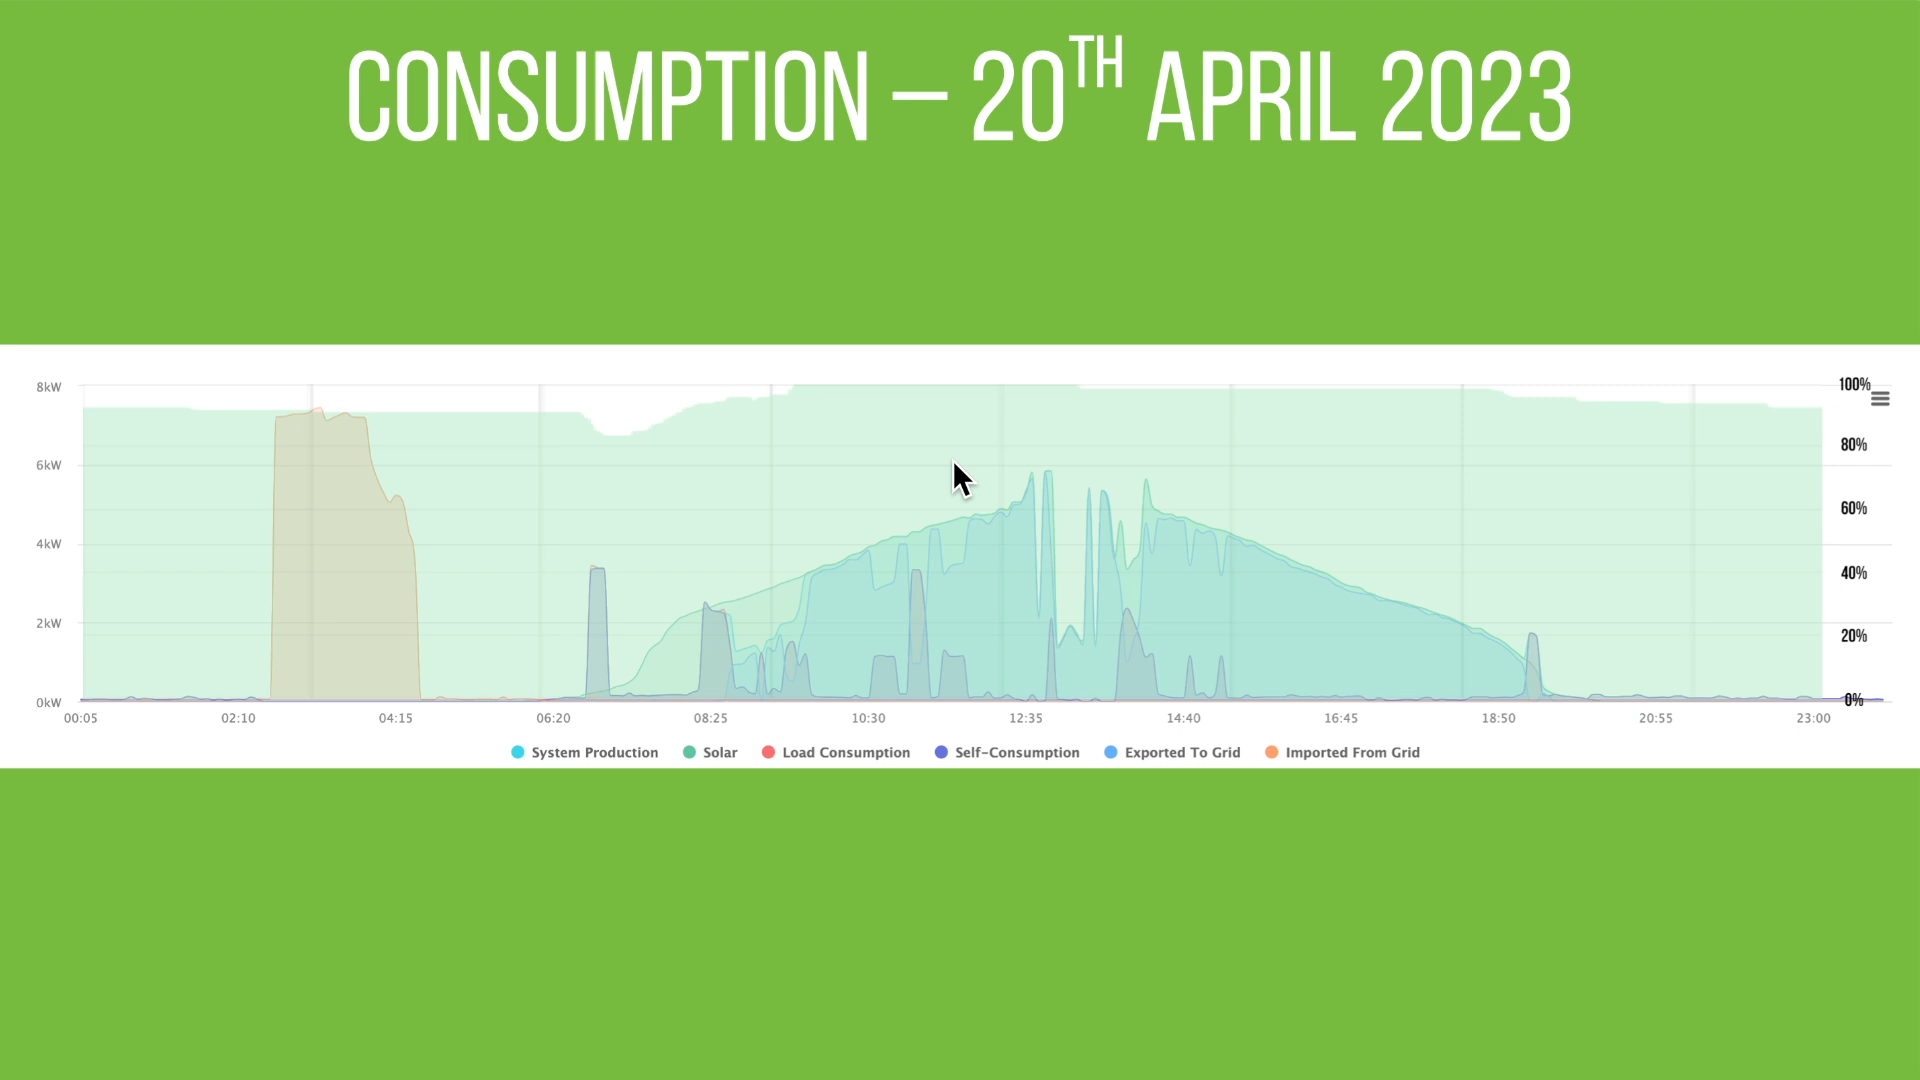 CONSUMPTION – 20TH APRIL 2023
8kW
6kW
4kW
2kW
0kW
100%
80%
60%
40%
20%
0%
00:05 02:10 04:15 06:20 08:25 10:30 12:35 14:40 16:45 18:50 20:55 23:00
System Production Solar Load Consumption Self-Consumption Exported To Grid Imported From Grid